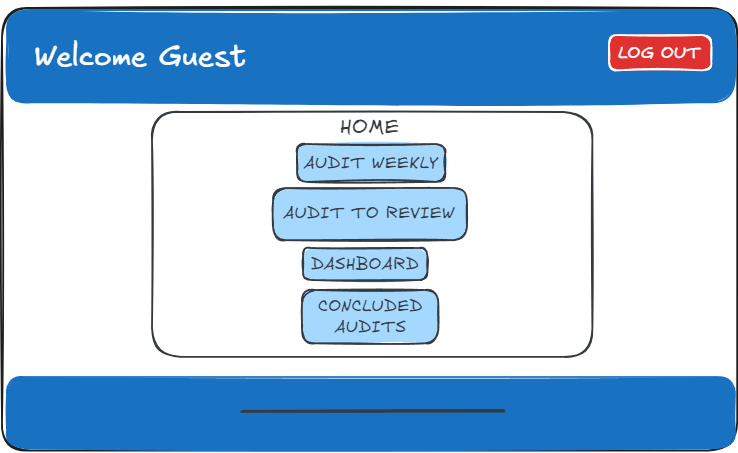 Welcome Guest
LOG OUT
HOME
AUDIT WEEKLY
AUDIT TO REVIEW
DASHBOARD
CONCLUDED
AUDITS